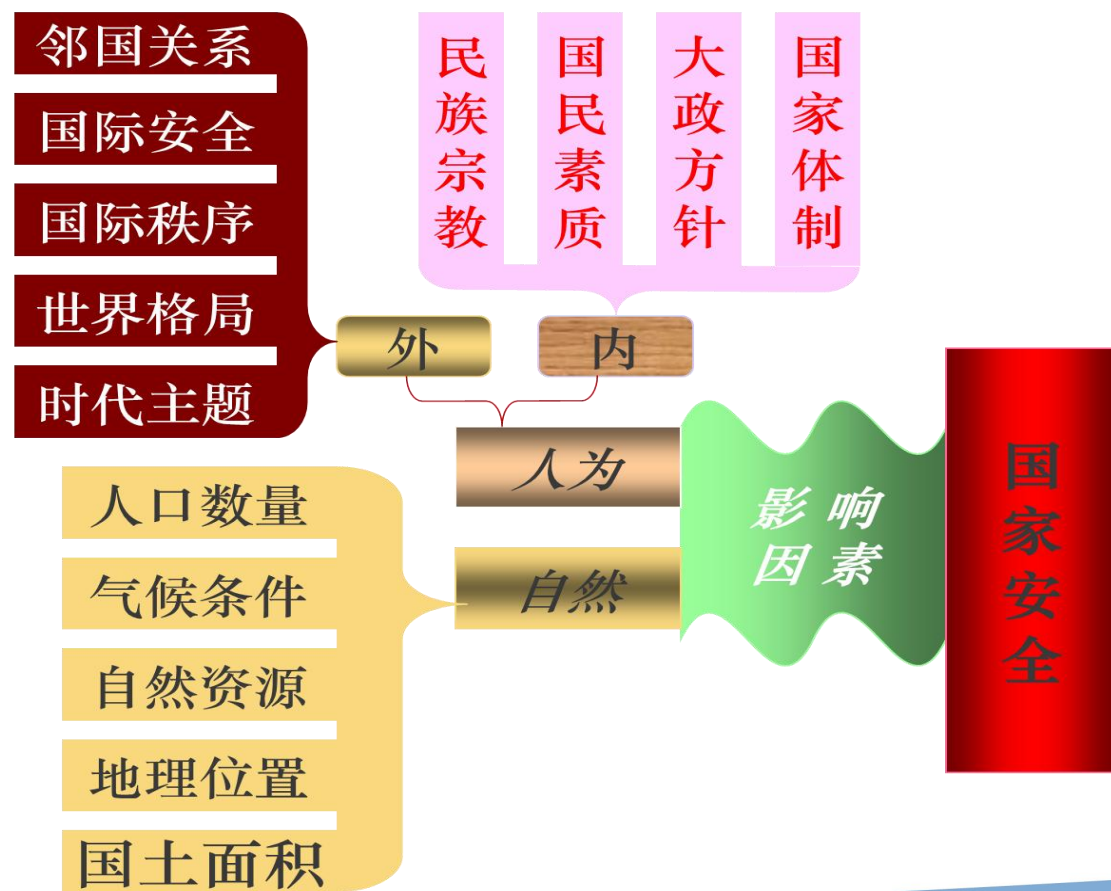 邻国关系
国际安全
国际秩序
世界格局
时代主题
民族宗教
国民素质
大政方针
国家体制
外
内
人为
人口数量
气候条件
自然资源
地理位置
国土面积
自然
影响
因素
国家安全